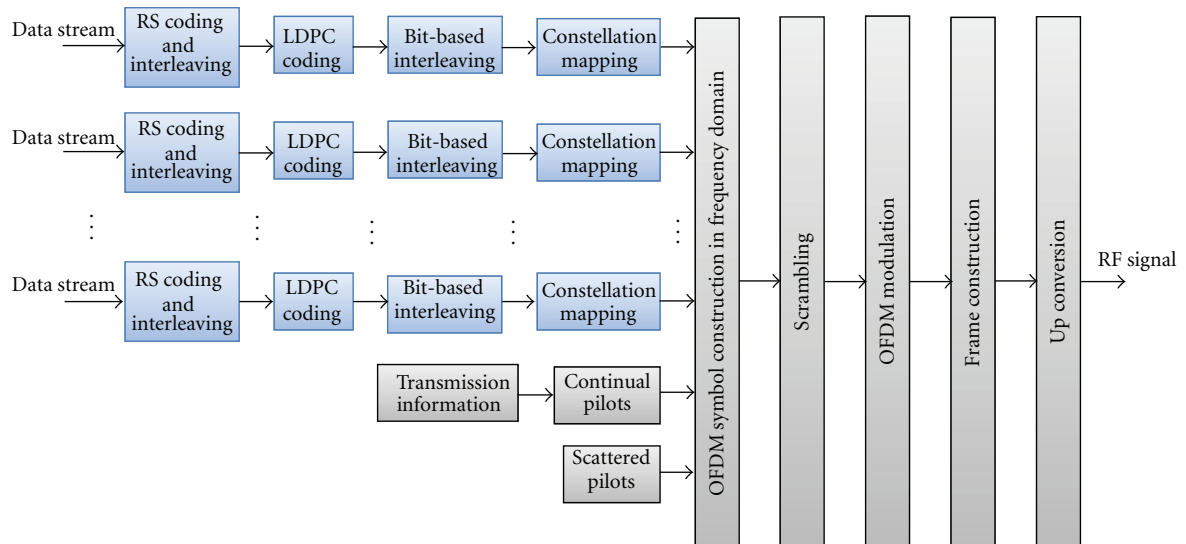 Data stream
RS coding
and
interleaving
LDPC
coding
Bit-based
interleaving
Constellation
mapping
Data stream
RS coding
and
interleaving
LDPC
coding
Bit-based
interleaving
Constellation
mapping
Data stream
RS coding
and
interleaving
LDPC
coding
Bit-based
interleaving
Constellation
mapping
Transmission
information
Continual
pilots
Scattered
pilots
OFDM symbol construction in frequency domain
Scrambling
OFDM modulation
Frame construction
Up conversion
RF signal